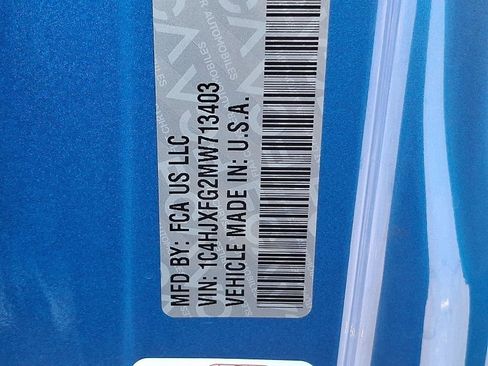 MFD BY: FCA US LLC
VIN: 1C4HJXFG2MW713403
VEHICLE MADE IN: U.S.A.